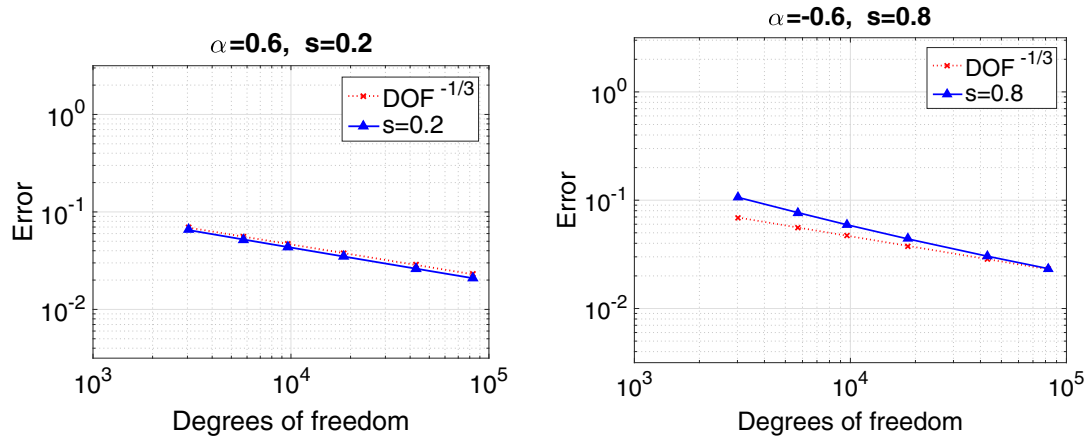 α=0.6, s=0.2
DOF^-1/3
s=0.2
10^0
10^-1
10^-2
Error
10^3
10^4
10^5
Degrees of freedom
α=-0.6, s=0.8
DOF^-1/3
s=0.8
10^0
10^-1
10^-2
Error
10^3
10^4
10^5
Degrees of freedom